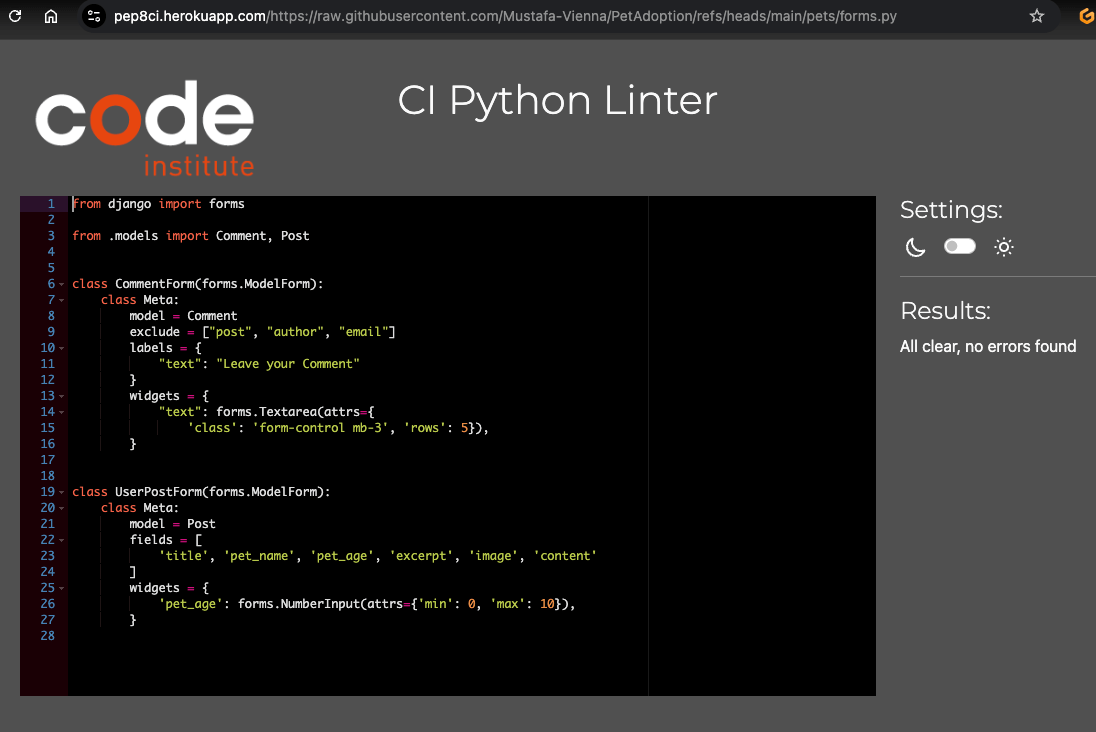 pep8ci.herokuapp.com/https://raw.githubusercontent.com/Mustafa-Vienna/PetAdoption/refs/heads/main/pets/forms.py
code
institute
CI Python Linter
1 from django import forms
2
3 from .models import Comment, Post
4
5
6 class CommentForm(forms.ModelForm):
7     class Meta:
8         model = Comment
9         exclude = ["post", "author", "email"]
10         labels = {
11             "text": "Leave your Comment"
12         }
13         widgets = {
14             "text": forms.Textarea(attrs={
15                 'class': 'form-control mb-3', 'rows': 5}),
16         }
17
18
19 class UserPostForm(forms.ModelForm):
20     class Meta:
21         model = Post
22         fields = [
23             'title', 'pet_name', 'pet_age', 'excerpt', 'image', 'content'
24         ]
25         widgets = {
26             'pet_age': forms.NumberInput(attrs={'min': 0, 'max': 10}),
27         }
28
Settings:
Results:
All clear, no errors found